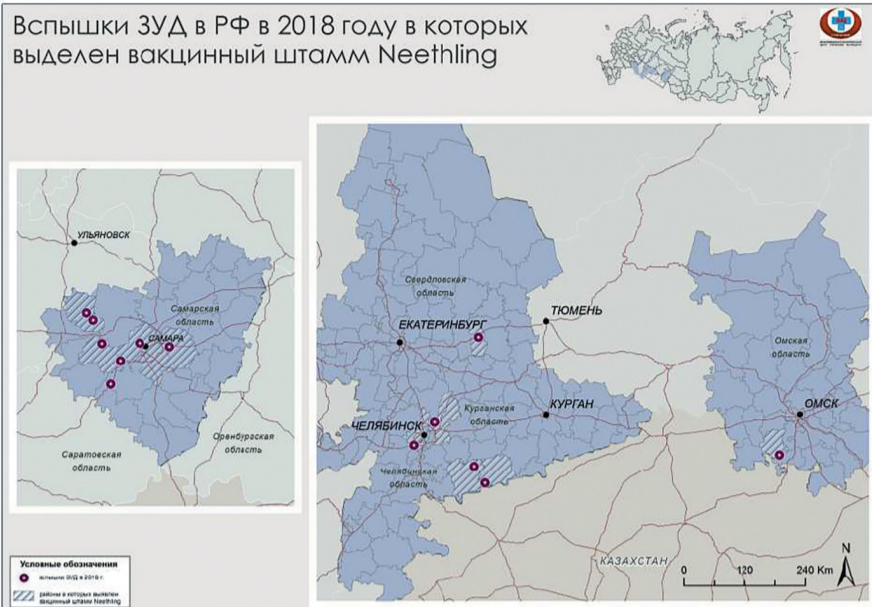 Вспышки ЗУД в РФ в 2018 году в которых
выделен вакцинный штамм Neethling
УЛЬЯНОВСК
Самарская
область
САМАРА
Саратовская
область
Оренбургская
область
Свердловская
область
ЕКАТЕРИНБУРГ
ТЮМЕНЬ
Омская
область
ОМСК
Курганская
область
КУРГАН
ЧЕЛЯБИНСК
Челябинская
область
КАЗАХСТАН
N
0 120 240 Km
Условные обозначения
вспышки ЗУД в 2018 г.
районы в которых выявлен
вакцинный штамм Neethling